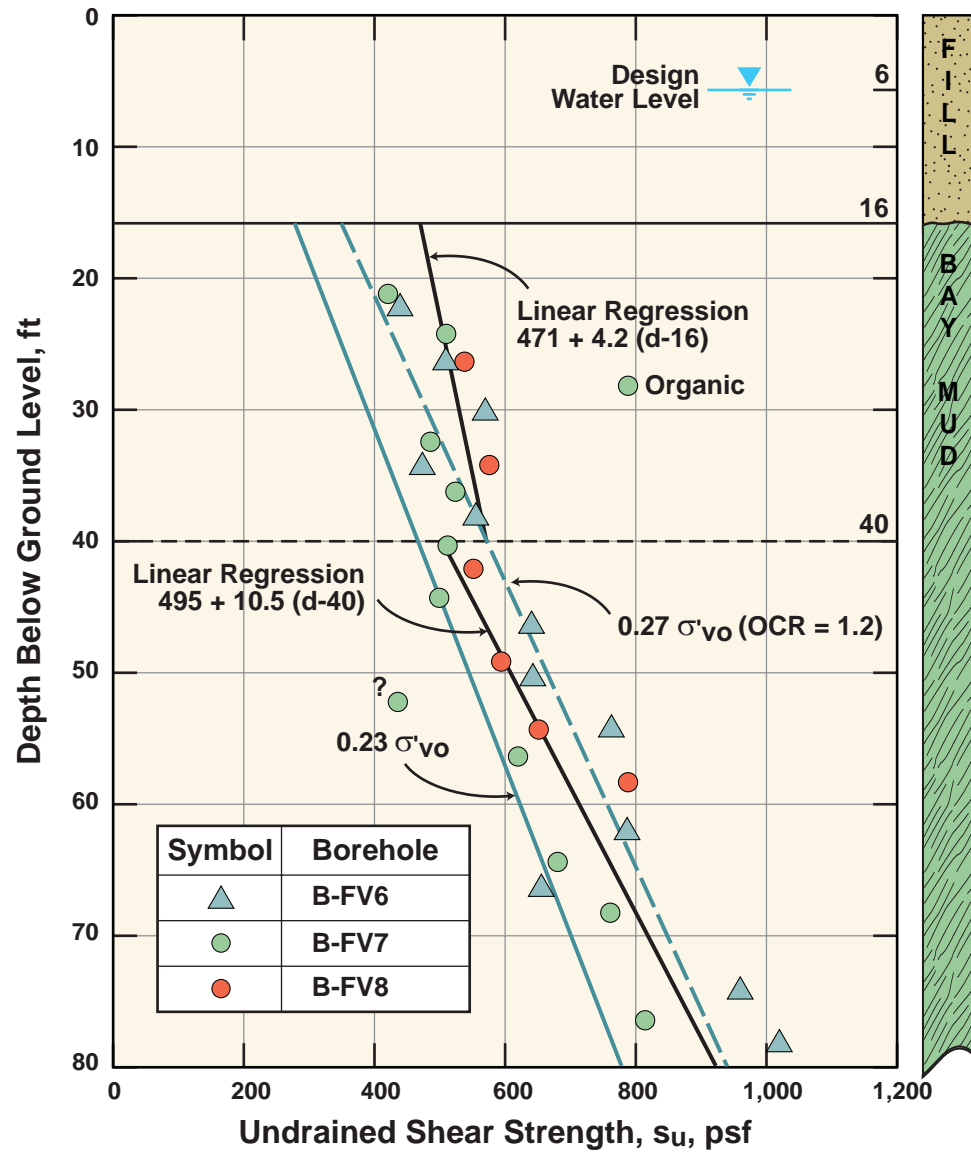 0
10
20
30
40
50
60
70
80
Depth Below Ground Level, ft
Design
Water Level
6
16
40
Linear Regression
471 + 4.2 (d-16)
Organic
Linear Regression
495 + 10.5 (d-40)
0.27 σ'vo (OCR = 1.2)
?
0.23 σ'vo
Symbol Borehole
B-FV6
B-FV7
B-FV8
0 200 400 600 800 1,000 1,200
Undrained Shear Strength, su, psf
FILL
BAY MUD